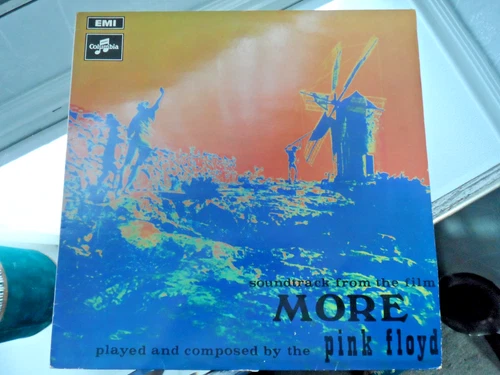 EMI
Columbia
soundtrack from the film
MORE
played and composed by the pink floyd